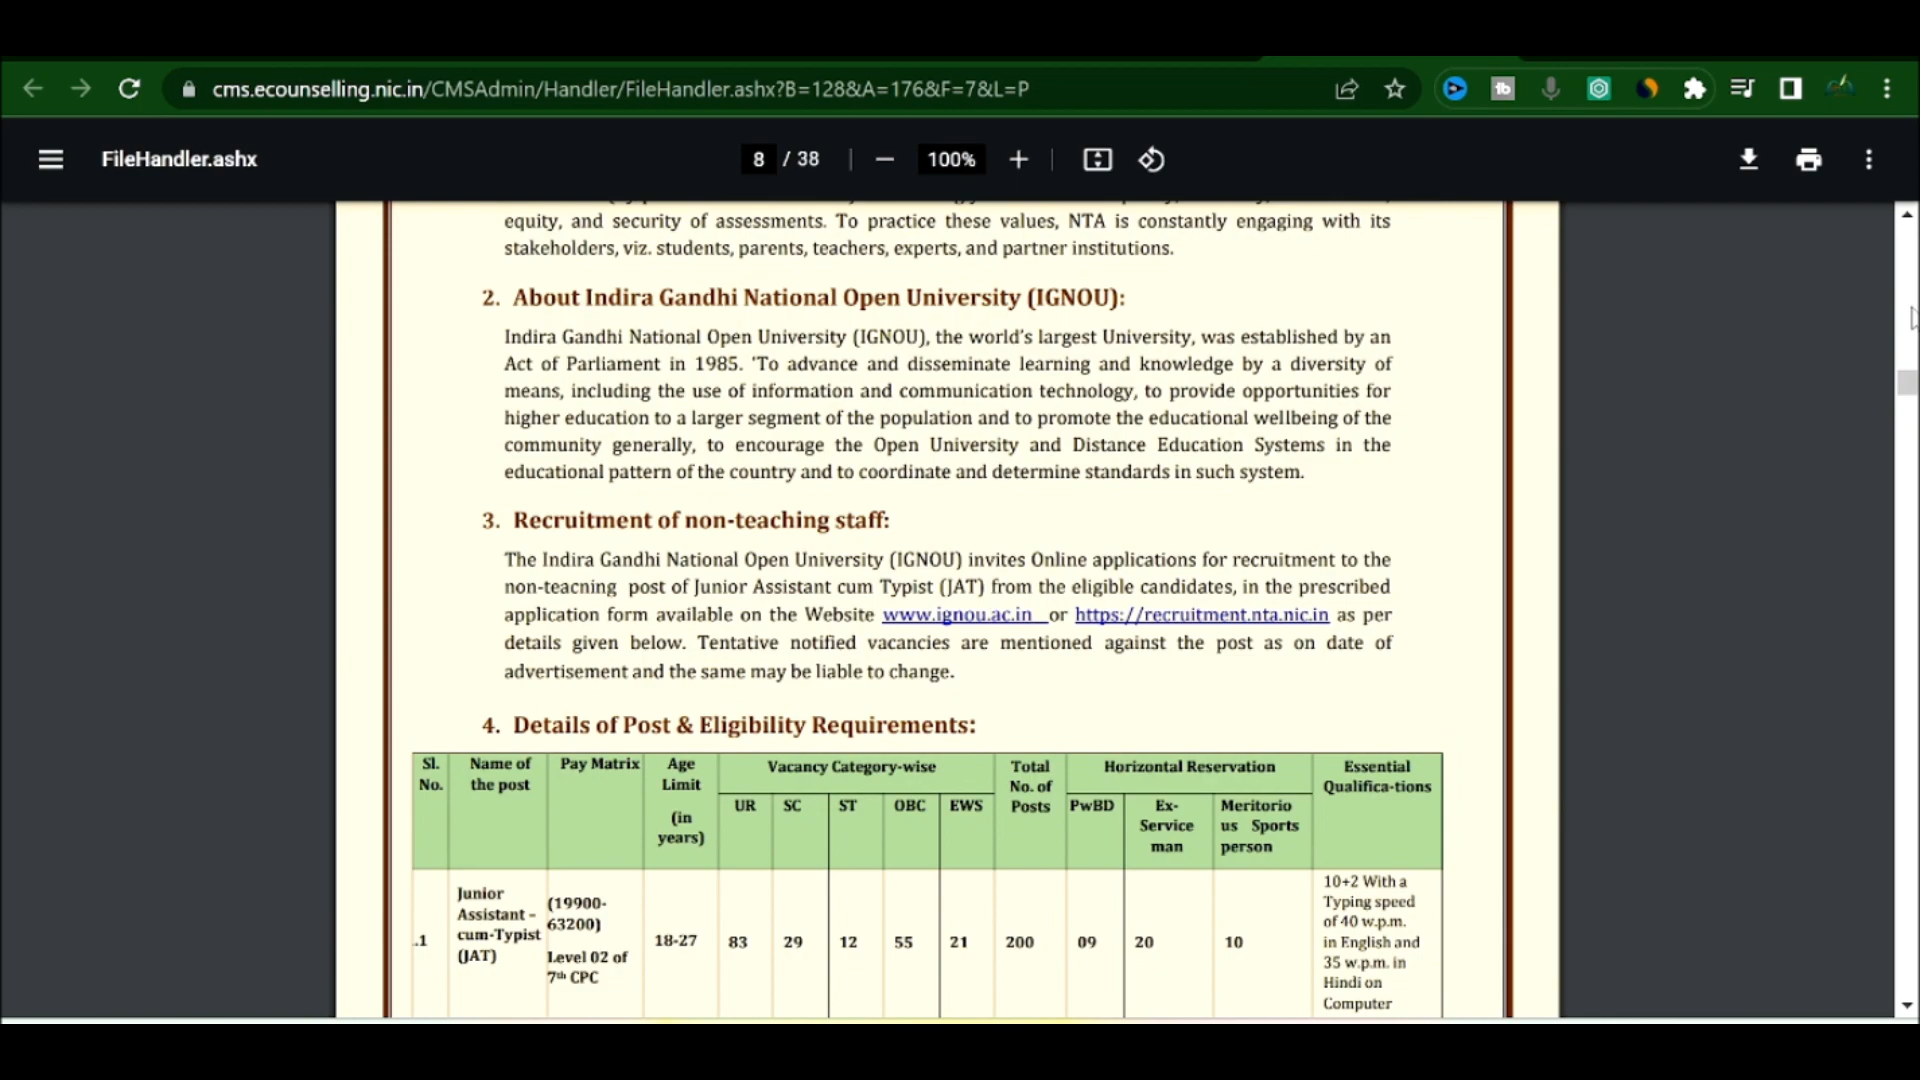 cms.ecounselling.nic.in/CMSAdmin/Handler/FileHandler.ashx?B=128&A=176&F=7&L=P
FileHandler.ashx
8 / 38
100%
equity, and security of assessments. To practice these values, NTA is constantly engaging with its
stakeholders, viz. students, parents, teachers, experts, and partner institutions.
2. About Indira Gandhi National Open University (IGNOU):
Indira Gandhi National Open University (IGNOU), the world's largest University, was established by an
Act of Parliament in 1985. 'To advance and disseminate learning and knowledge by a diversity of
means, including the use of information and communication technology, to provide opportunities for
higher education to a larger segment of the population and to promote the educational wellbeing of the
community generally, to encourage the Open University and Distance Education Systems in the
educational pattern of the country and to coordinate and determine standards in such system.
3. Recruitment of non-teaching staff:
The Indira Gandhi National Open University (IGNOU) invites Online applications for recruitment to the
non-teacning post of Junior Assistant cum Typist (JAT) from the eligible candidates, in the prescribed
application form available on the Website www.ignou.ac.in or https://recruitment.nta.nic.in as per
details given below. Tentative notified vacancies are mentioned against the post as on date of
advertisement and the same may be liable to change.
4. Details of Post & Eligibility Requirements:
Sl. No.
Name of the post
Pay Matrix
Age Limit (in years)
Vacancy Category-wise
UR SC ST OBC EWS
Total No. of Posts
Horizontal Reservation
PwBD
Ex-Service man
Meritorio us Sports person
Essential Qualifica-tions
.1
Junior Assistant – cum-Typist (JAT)
(19900-63200)
Level 02 of 7th CPC
18-27
83 29 12 55 21 200 09 20 10
10+2 With a
Typing speed
of 40 w.p.m.
in English and
35 w.p.m. in
Hindi on
Computer